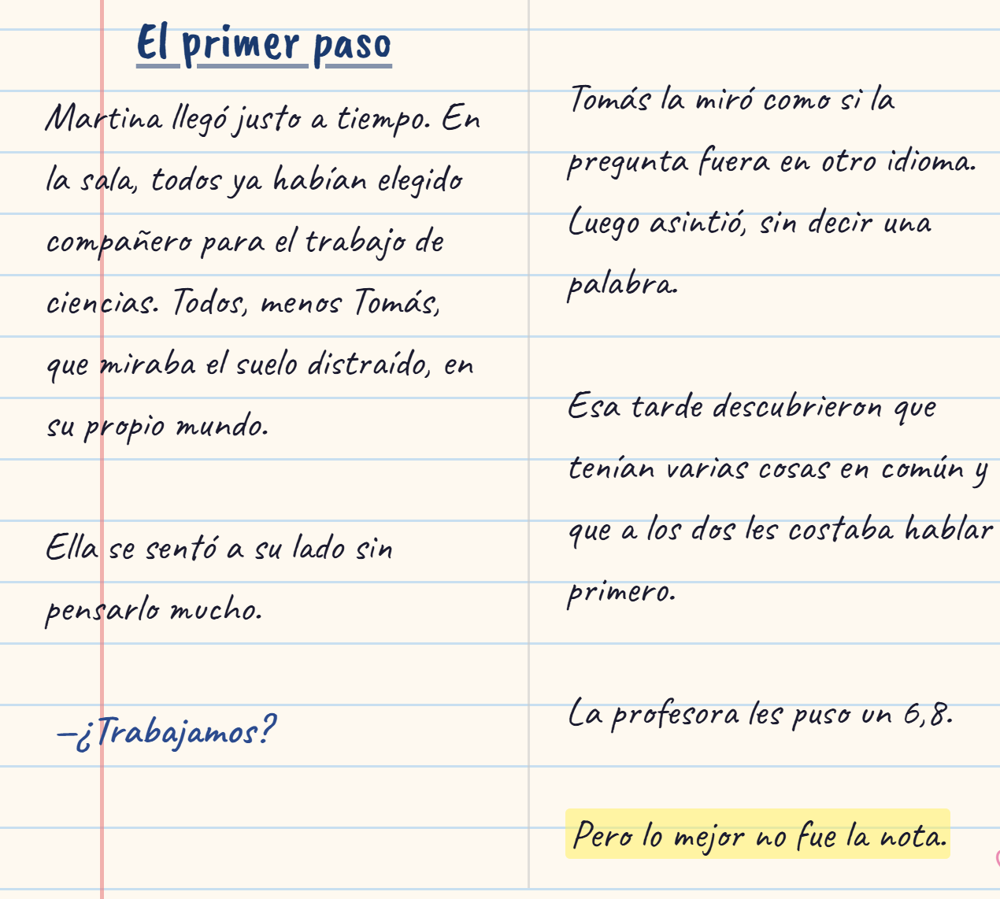 El primer paso
Martina llegó justo a tiempo. En
la sala, todos ya habían elegido
compañero para el trabajo de
ciencias. Todos, menos Tomás,
que miraba el suelo distraído, en
su propio mundo.
Ella se sentó a su lado sin
pensarlo mucho.
—¿Trabajamos?
Tomás la miró como si la
pregunta fuera en otro idioma.
Luego asintió, sin decir una
palabra.
Esa tarde descubrieron que
tenían varias cosas en común y
que a los dos les costaba hablar
primero.
La profesora les puso un 6,8.
Pero lo mejor no fue la nota.